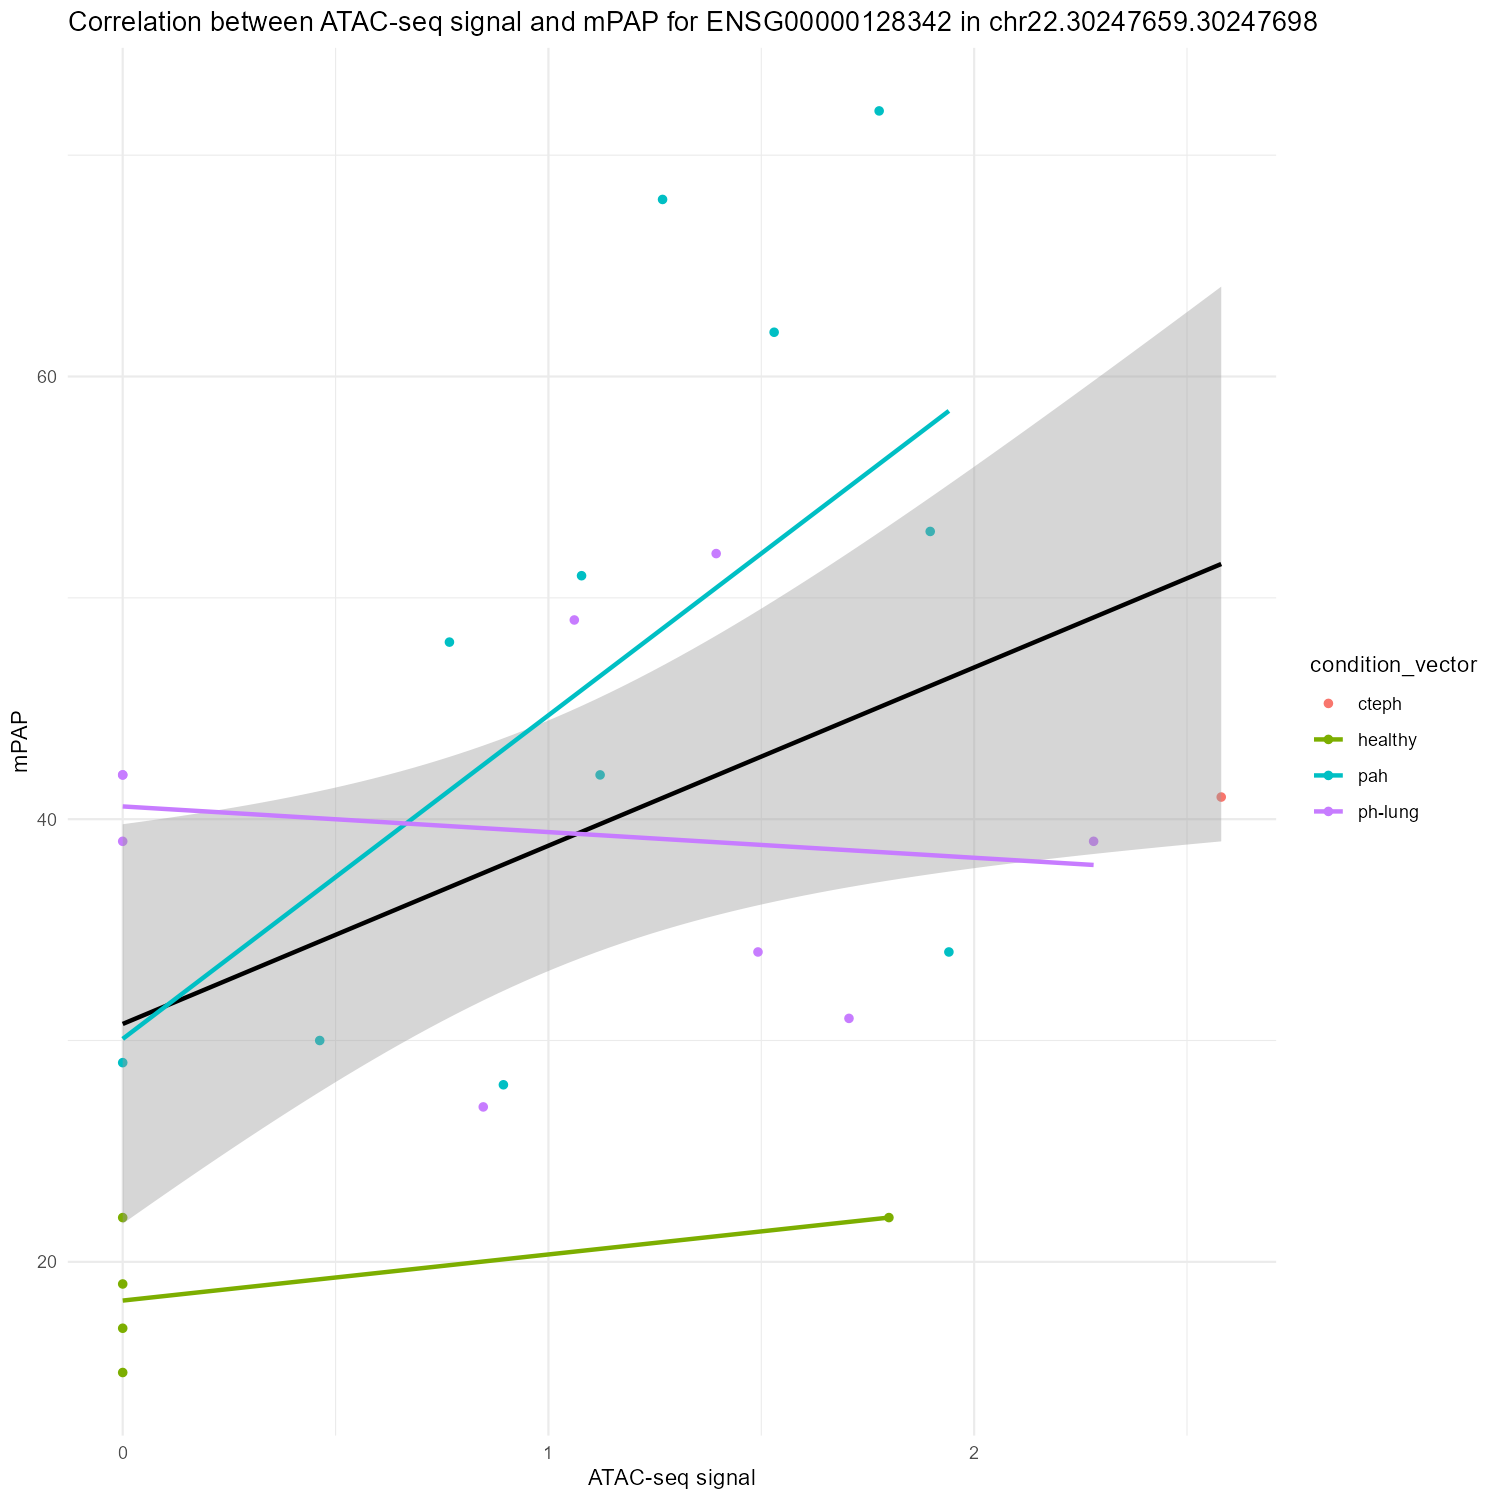 Correlation between ATAC-seq signal and mPAP for ENSG00000128342 in chr22.30247659.30247698
mPAP
60
40
20
0
1
2
ATAC-seq signal
condition_vector
cteph
healthy
pah
ph-lung